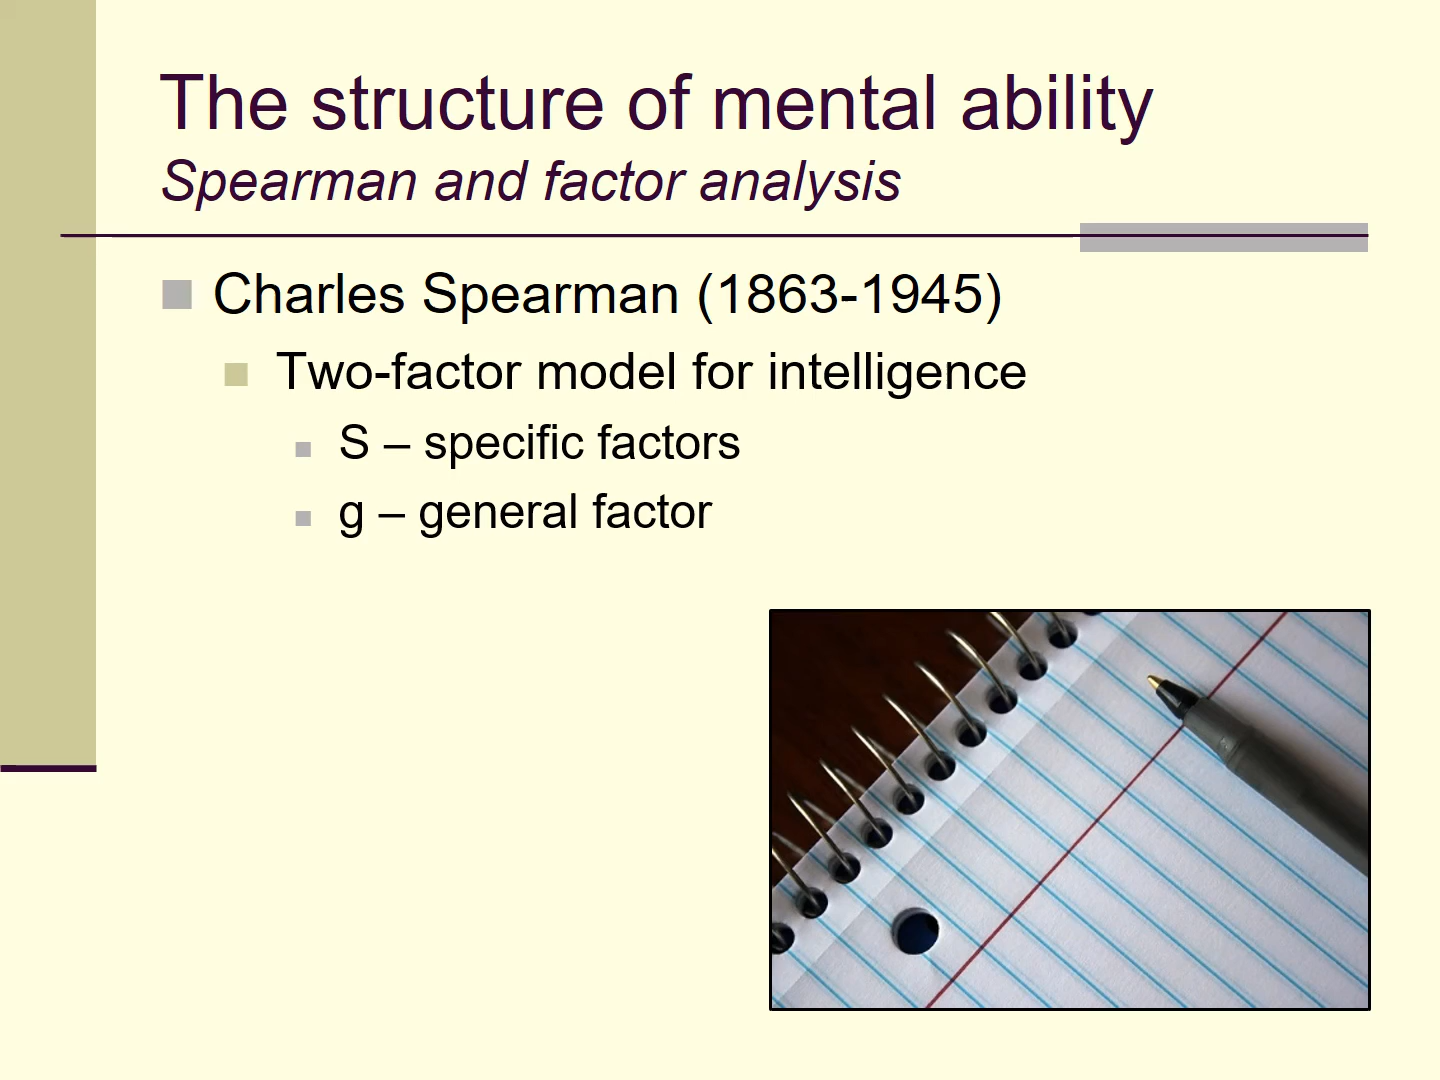 The structure of mental ability
Spearman and factor analysis
Charles Spearman (1863-1945)
Two-factor model for intelligence
S – specific factors
g – general factor